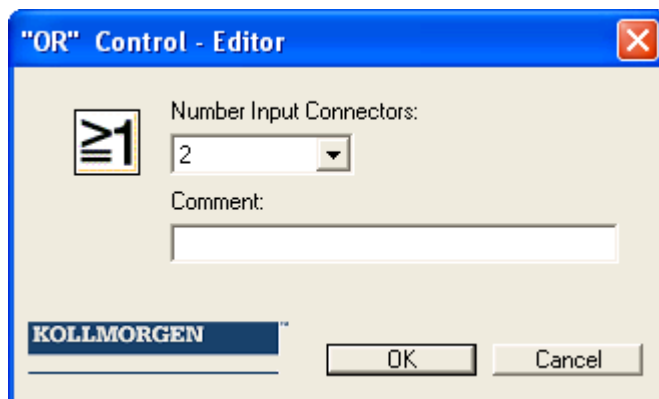 "OR" Control - Editor
≧1
Number Input Connectors:
2
Comment:
KOLLMORGEN ™
OK
Cancel